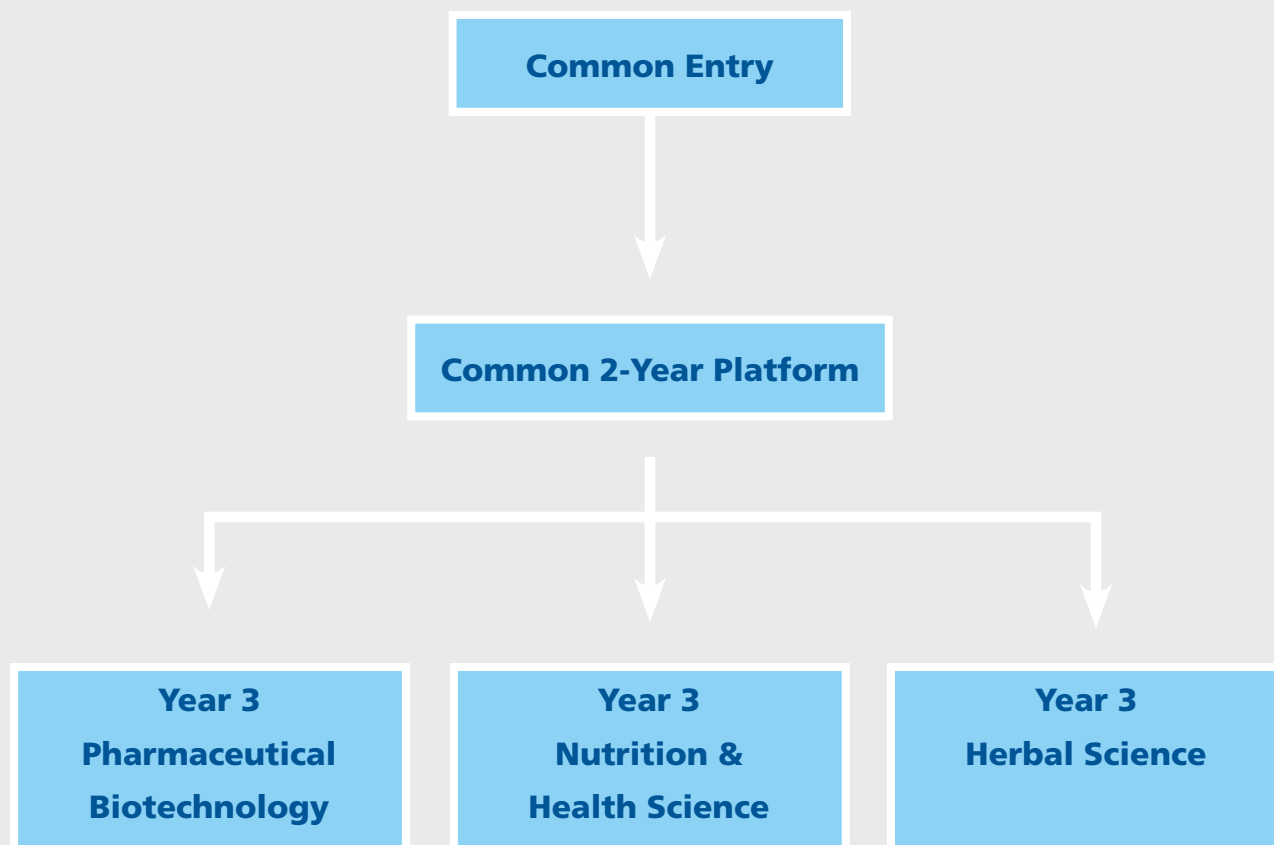 Common Entry
Common 2-Year Platform
Year 3
Pharmaceutical
Biotechnology
Year 3
Nutrition &
Health Science
Year 3
Herbal Science